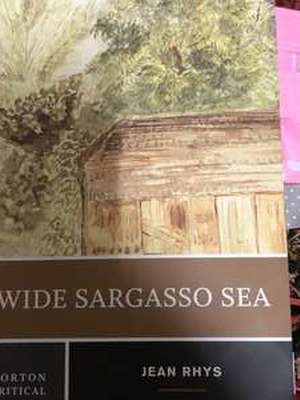 WIDE SARGASSO SEA
JEAN RHYS
ORTON
RITICAL